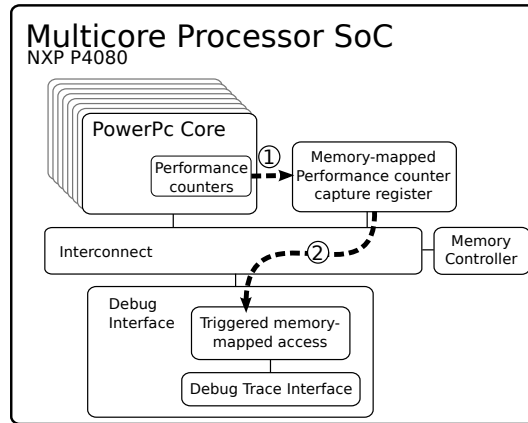 Multicore Processor SoC
NXP P4080
PowerPc Core
Performance
counters
①
Memory-mapped
Performance counter
capture register
Interconnect
②
Memory
Controller
Debug
Interface
Triggered memory-
mapped access
Debug Trace Interface